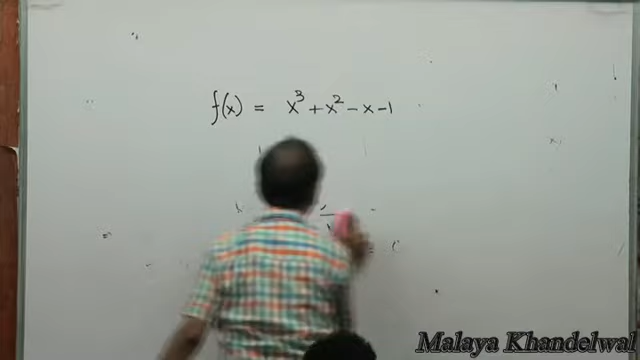 f(x) = x³ + x² - x - 1
Malaya Khandelwal